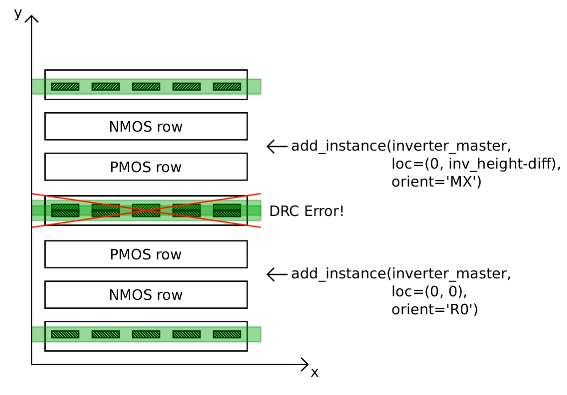 y
NMOS row
add_instance(inverter_master,
loc=(0, inv_height-diff),
orient='MX')
PMOS row
DRC Error!
PMOS row
add_instance(inverter_master,
loc=(0, 0),
orient='R0')
NMOS row
x